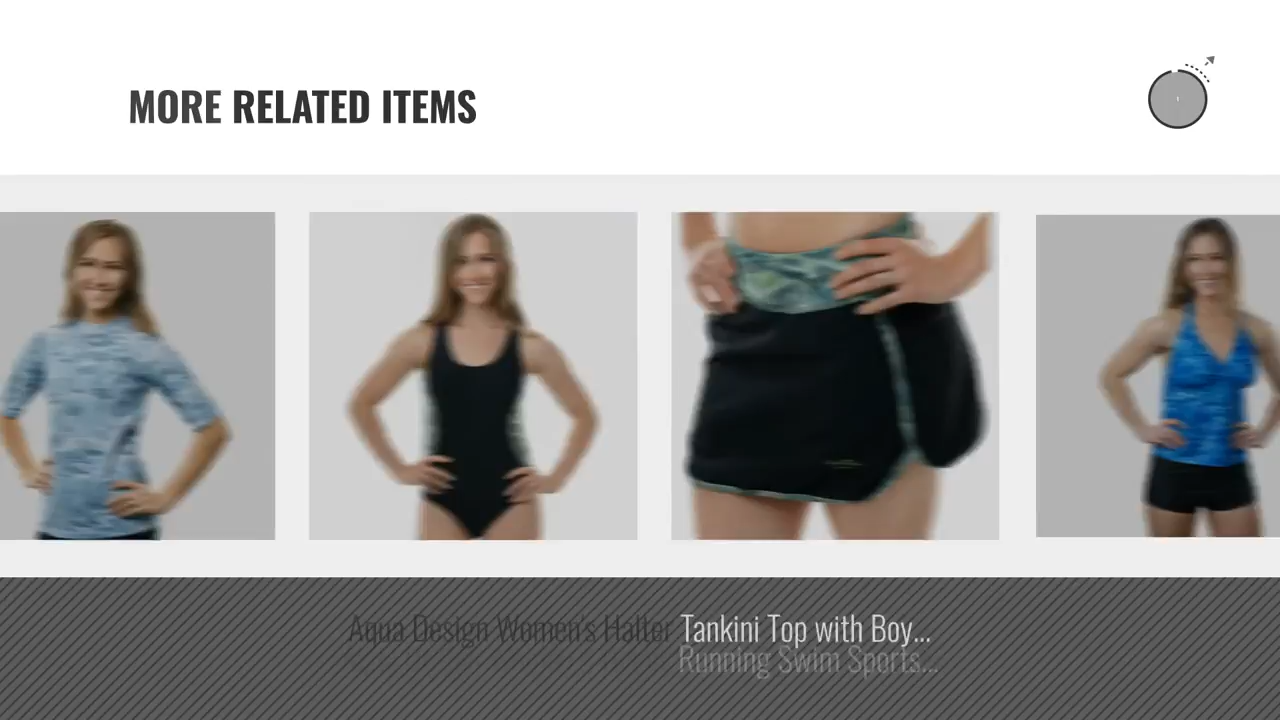 MORE RELATED ITEMS
Aqua Design Women's Halter Tankini Top with Boy...
Running Swim Sports...